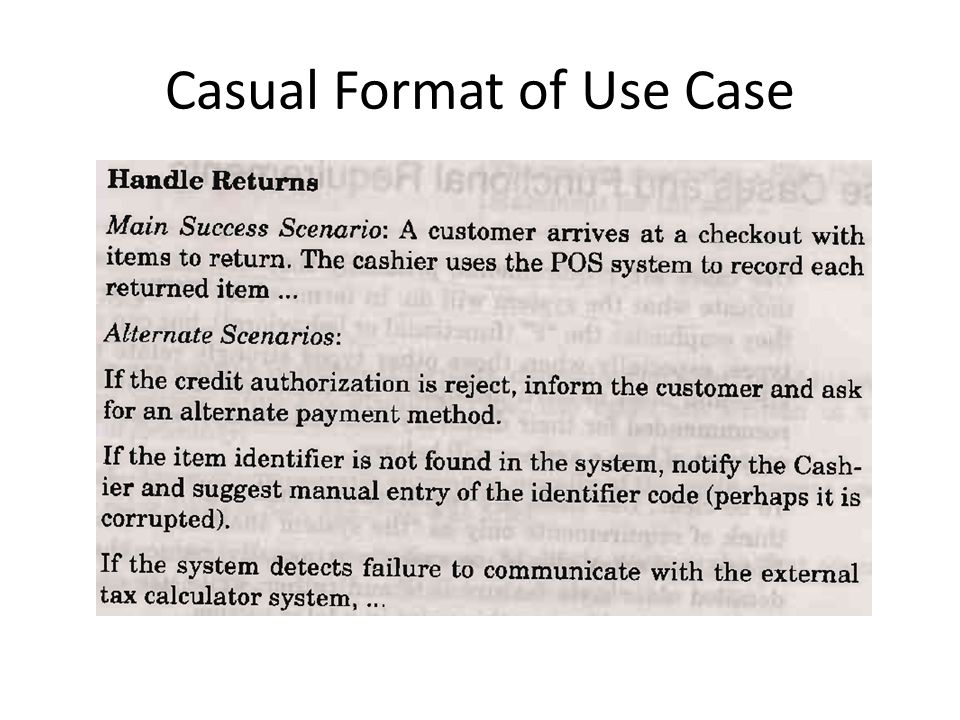 Casual Format of Use Case
Handle Returns
Main Success Scenario: A customer arrives at a checkout with
items to return. The cashier uses the POS system to record each
returned item ...
Alternate Scenarios:
If the credit authorization is reject, inform the customer and ask
for an alternate payment method.
If the item identifier is not found in the system, notify the Cash-
ier and suggest manual entry of the identifier code (perhaps it is
corrupted).
If the system detects failure to communicate with the external
tax calculator system, ...